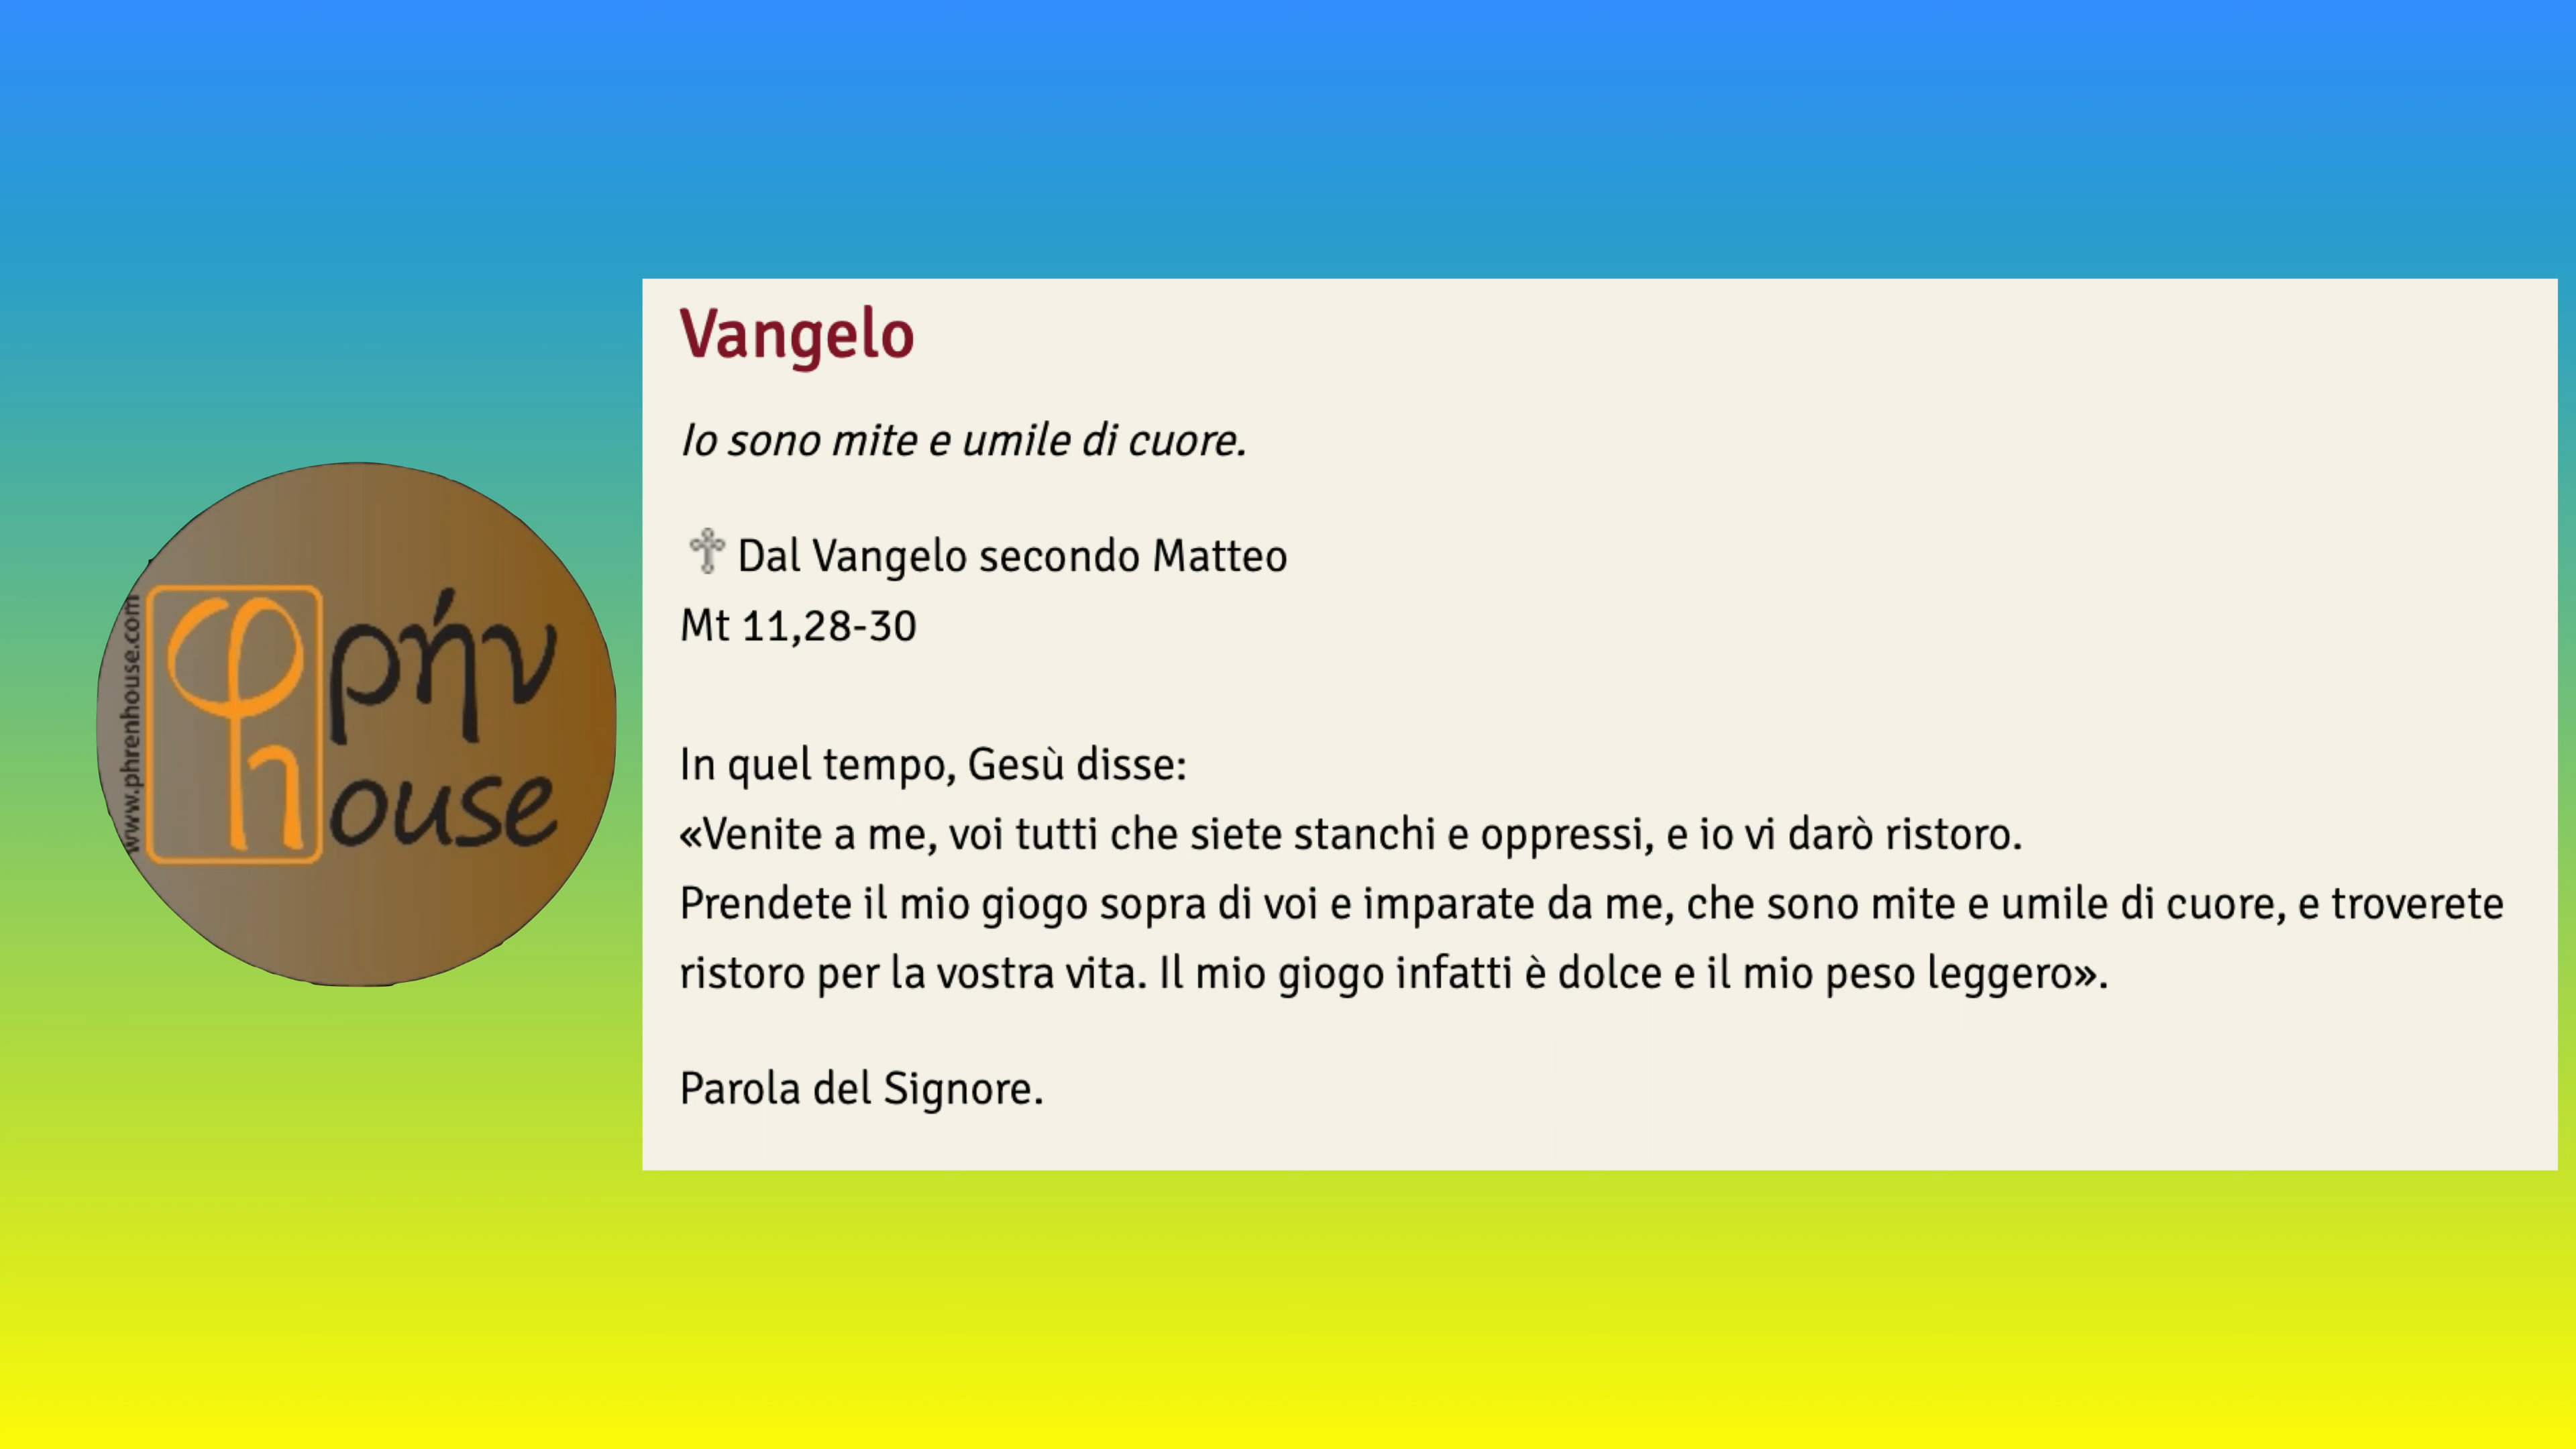 www.phrenhouse.com
φρήν
house
Vangelo
Io sono mite e umile di cuore.
Dal Vangelo secondo Matteo
Mt 11,28-30
In quel tempo, Gesù disse:
«Venite a me, voi tutti che siete stanchi e oppressi, e io vi darò ristoro.
Prendete il mio giogo sopra di voi e imparate da me, che sono mite e umile di cuore, e troverete
ristoro per la vostra vita. Il mio giogo infatti è dolce e il mio peso leggero».
Parola del Signore.